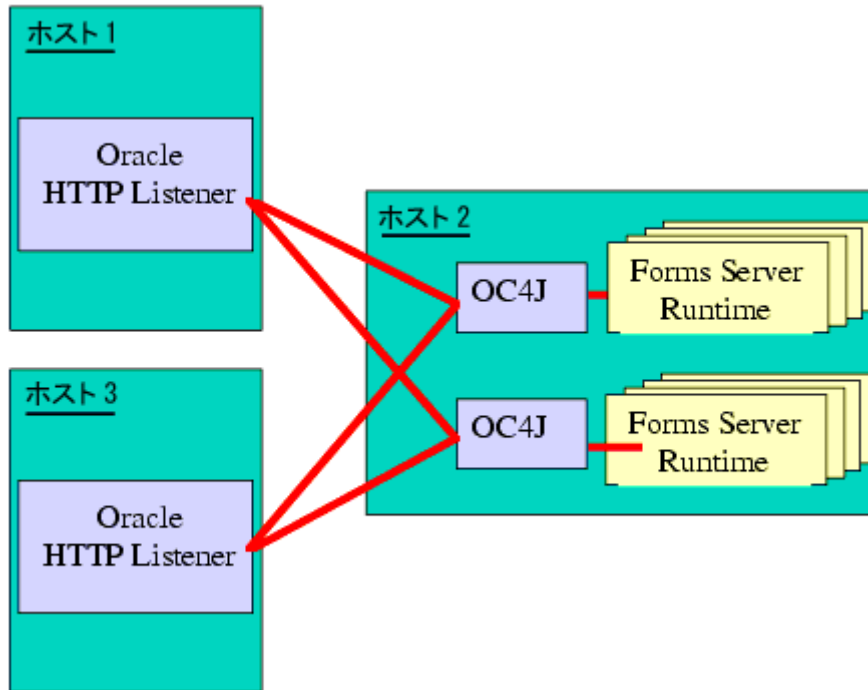 ホスト 1
Oracle
HTTP Listener
ホスト 2
OC4J
Forms Server
Runtime
OC4J
Forms Server
Runtime
ホスト 3
Oracle
HTTP Listener